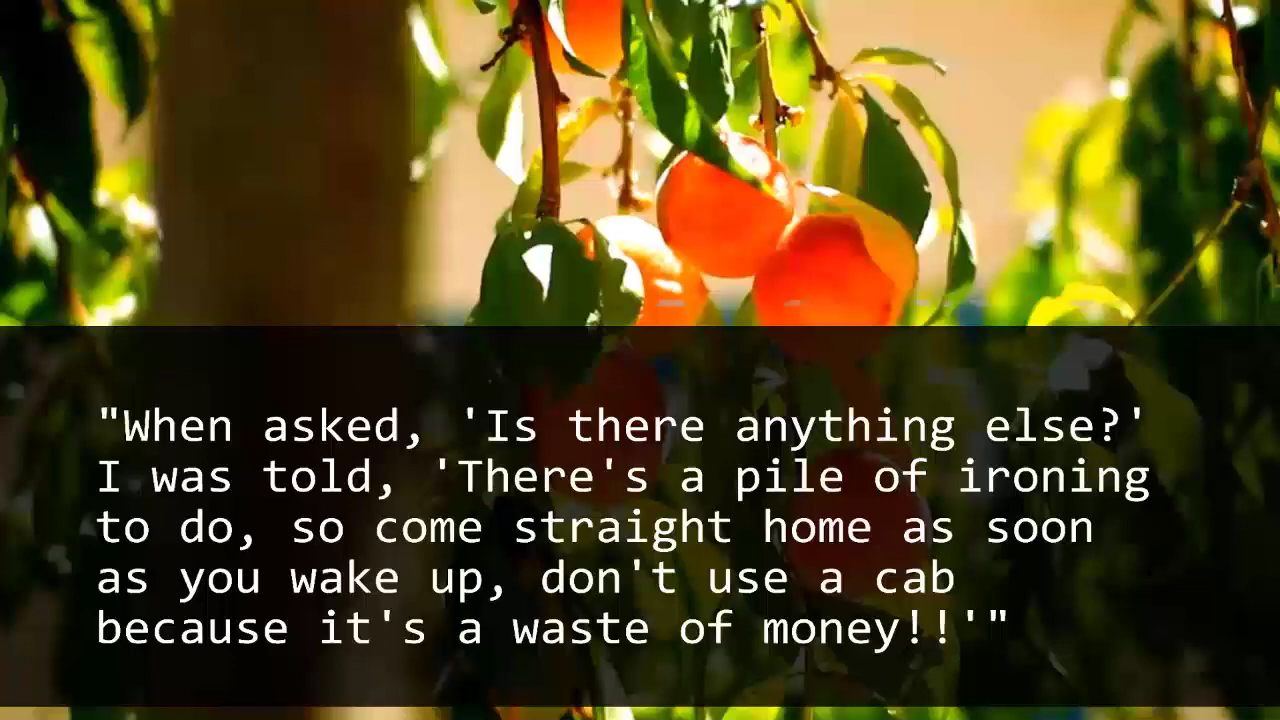 "When asked, 'Is there anything else?'
I was told, 'There's a pile of ironing
to do, so come straight home as soon
as you wake up, don't use a cab
because it's a waste of money!!'"